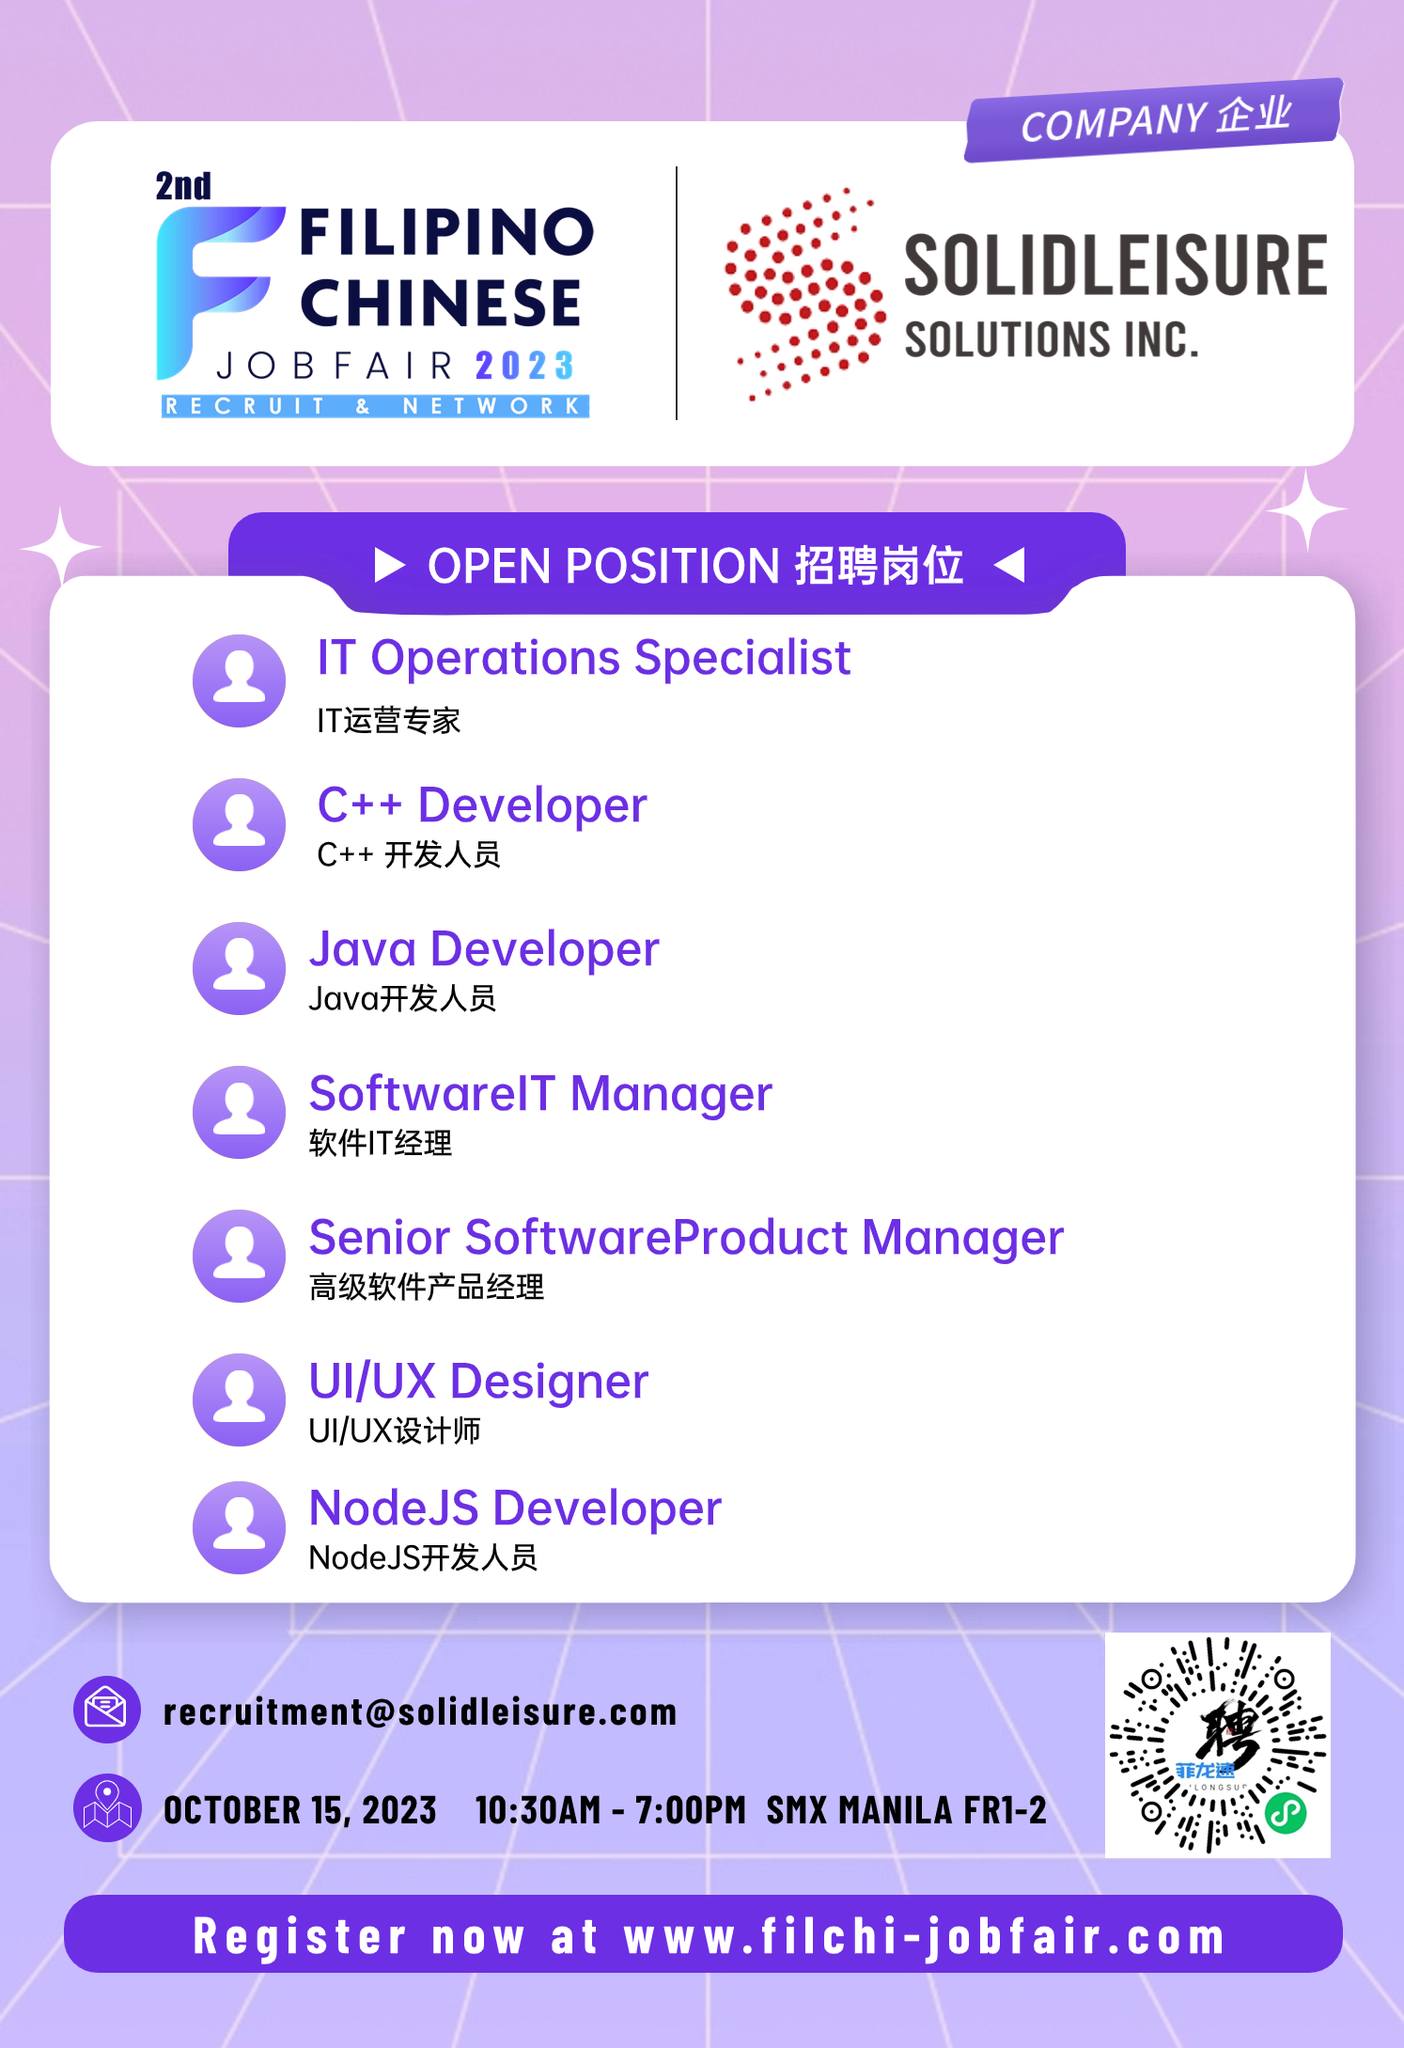 COMPANY 企业
2nd
FILIPINO
CHINESE
JOBFAIR 2023
RECRUIT & NETWORK
SOLIDLEISURE
SOLUTIONS INC.
OPEN POSITION 招聘岗位
IT Operations Specialist
IT运营专家
C++ Developer
C++ 开发人员
Java Developer
Java开发人员
SoftwareIT Manager
软件IT经理
Senior SoftwareProduct Manager
高级软件产品经理
UI/UX Designer
UI/UX设计师
NodeJS Developer
NodeJS开发人员
recruitment@solidleisure.com
聘
菲龙速
OCTOBER 15, 2023 10:30AM - 7:00PM SMX MANILA FR1-2
Register now at www.filchi-jobfair.com